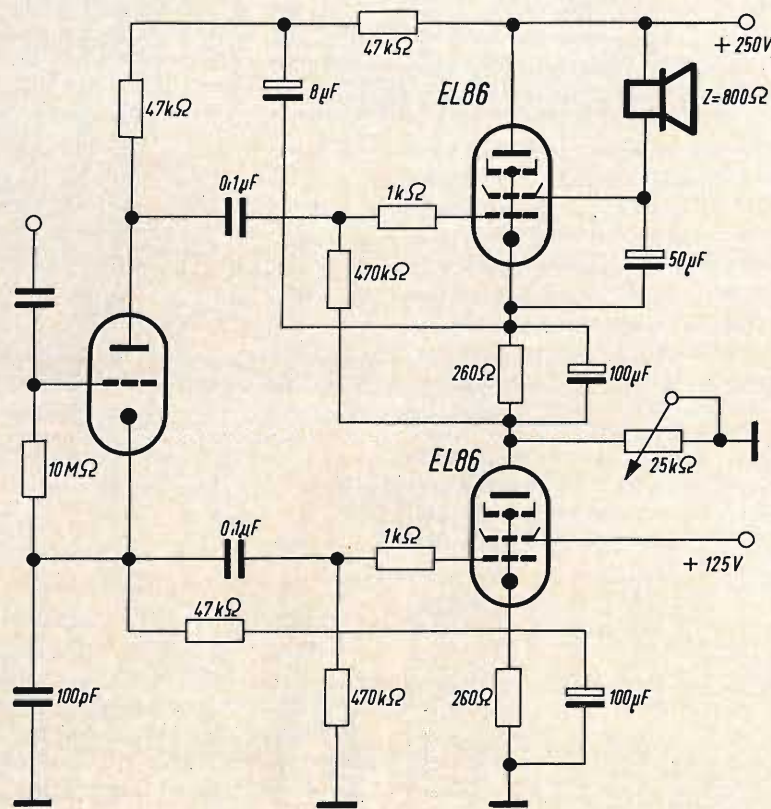 47kΩ
+ 250V
47kΩ
8µF
EL86
Z=800Ω
0,1µF
1kΩ
470kΩ
50µF
260Ω
100µF
10MΩ
EL86
25kΩ
0,1µF
1kΩ
+ 125V
47kΩ
100pF
470kΩ
260Ω
100µF